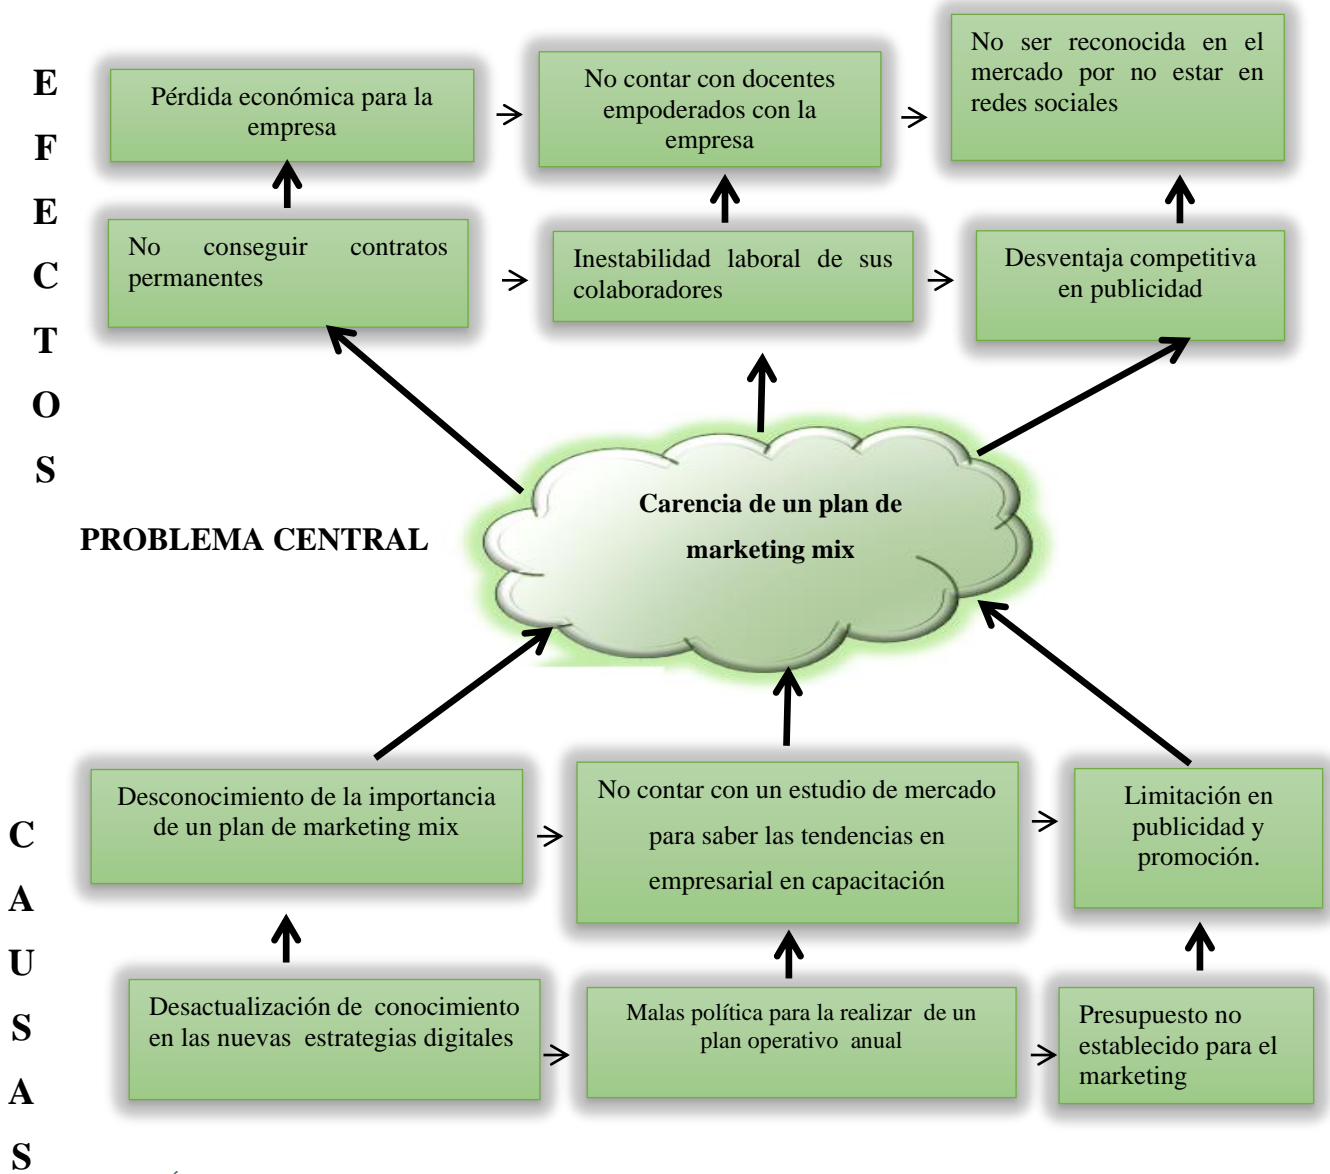 E
F
E
C
T
O
S
Pérdida económica para la
empresa
No contar con docentes
empoderados con la
empresa
No ser reconocida en el
mercado por no estar en
redes sociales
No conseguir contratos
permanentes
Inestabilidad laboral de sus
colaboradores
Desventaja competitiva
en publicidad
PROBLEMA CENTRAL
Carencia de un plan de
marketing mix
C
A
U
S
A
S
Desconocimiento de la importancia
de un plan de marketing mix
No contar con un estudio de mercado
para saber las tendencias en
empresarial en capacitación
Limitación en
publicidad y
promoción.
Desactualización de conocimiento
en las nuevas estrategias digitales
Malas política para la realizar de un
plan operativo anual
Presupuesto no
establecido para el
marketing